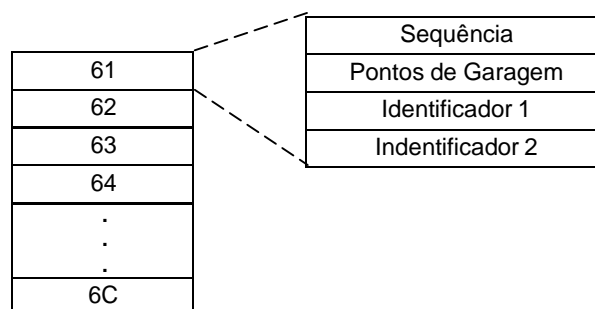 61
62
63
64
.
.
.
6C
Sequência
Pontos de Garagem
Identificador 1
Indentificador 2